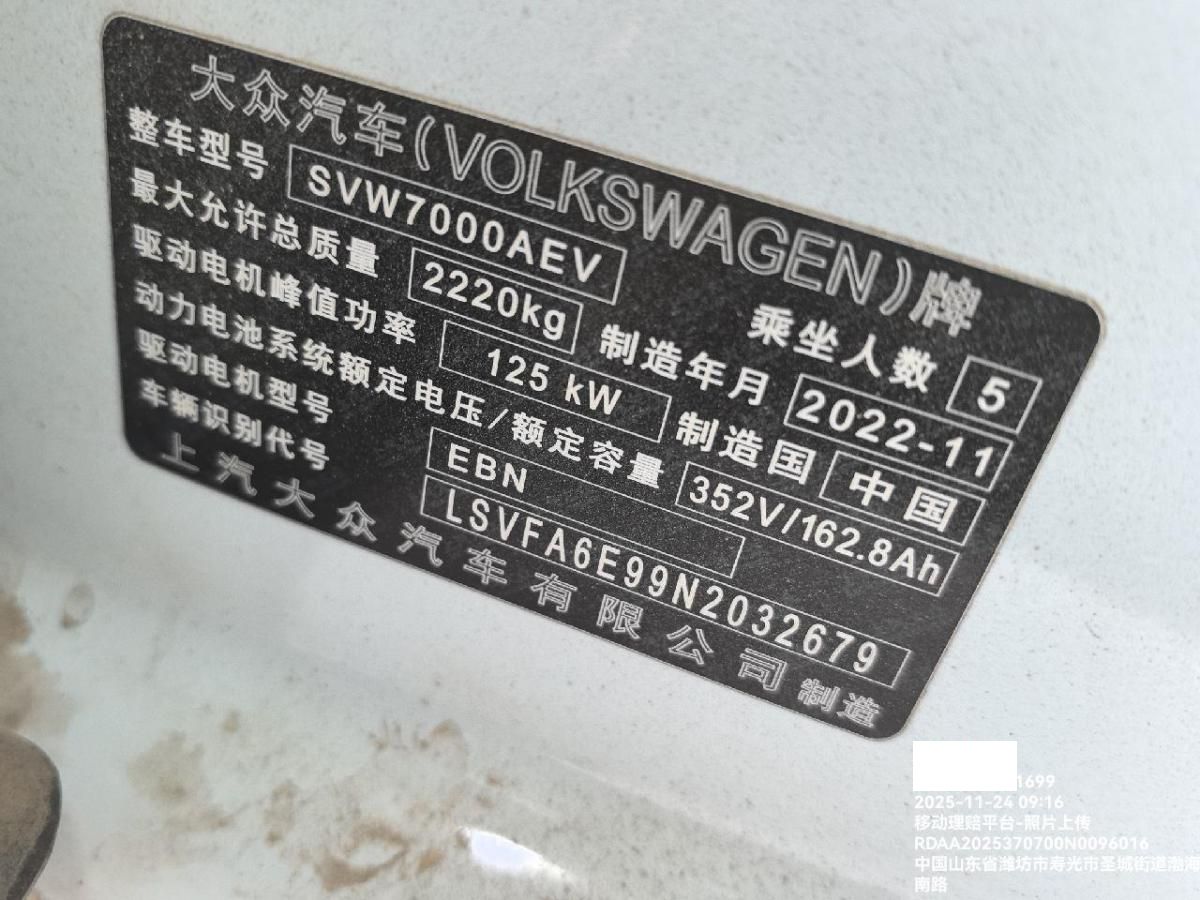 大众汽车(VOLKSWAGEN)牌
整车型号 SVW7000AEV 乘坐人数 5
最大允许总质量 2220kg 制造年月 2022-11
驱动电机峰值功率 125 kW 制造国 中国
动力电池系统额定电压/额定容量 352V/162.8Ah
驱动电机型号 EBN
车辆识别代号 LSVFA6E99N2032679
上汽大众汽车有限公司制造
1699
2025-11-24 09:16
移动理赔平台-照片上传
RDAA2025370700N0096016
中国山东省潍坊市寿光市圣城街道渤海
南路